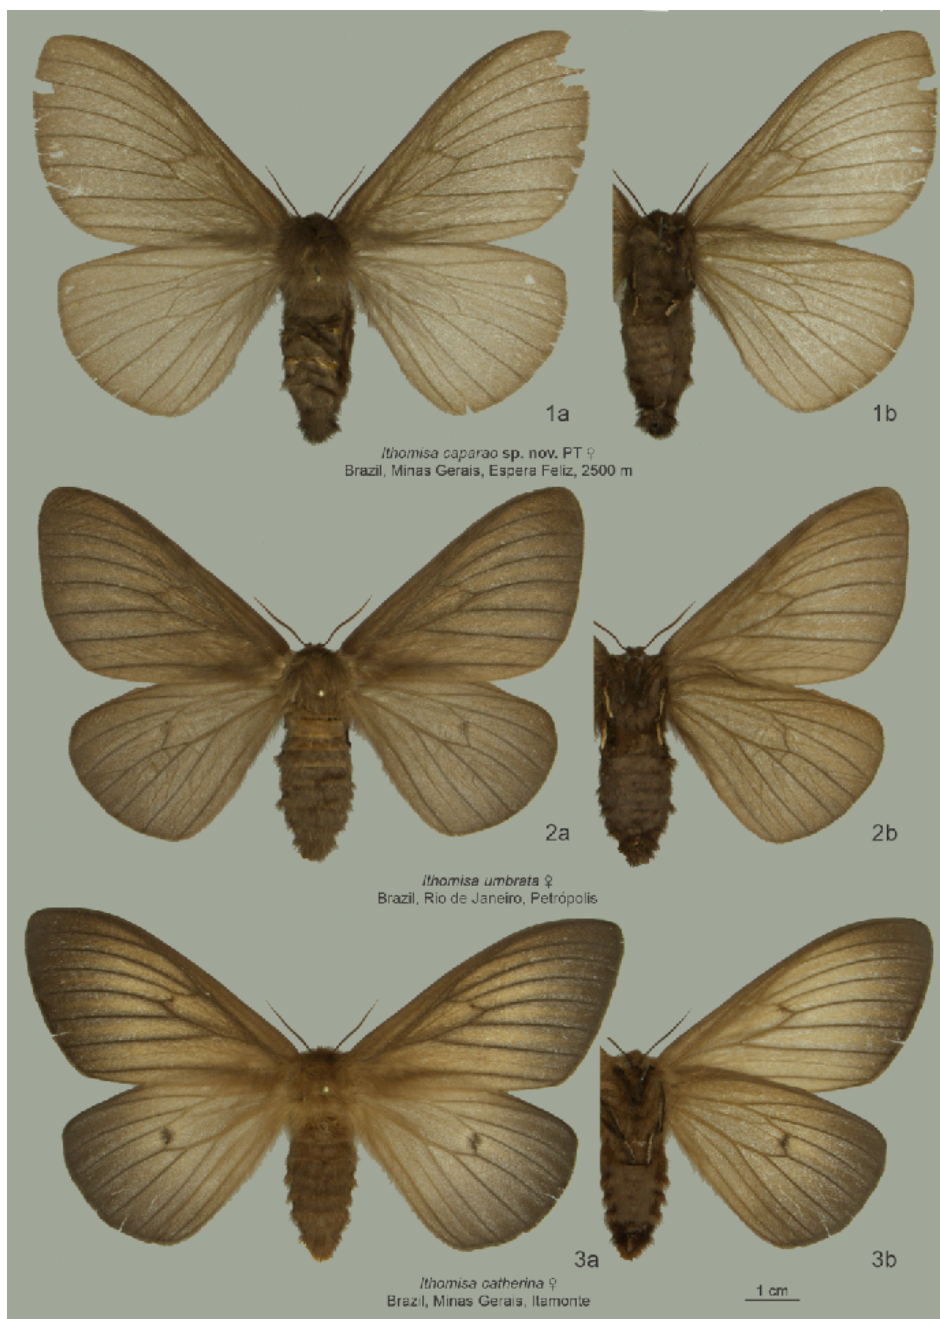 1a
1b
Ithomisa caparao sp. nov. PT ♀
Brazil, Minas Gerais, Espera Feliz, 2500 m
2a
2b
Ithomisa umbrata ♀
Brazil, Rio de Janeiro, Petrópolis
3a
3b
Ithomisa catherina ♀
Brazil, Minas Gerais, Itamonte
1 cm